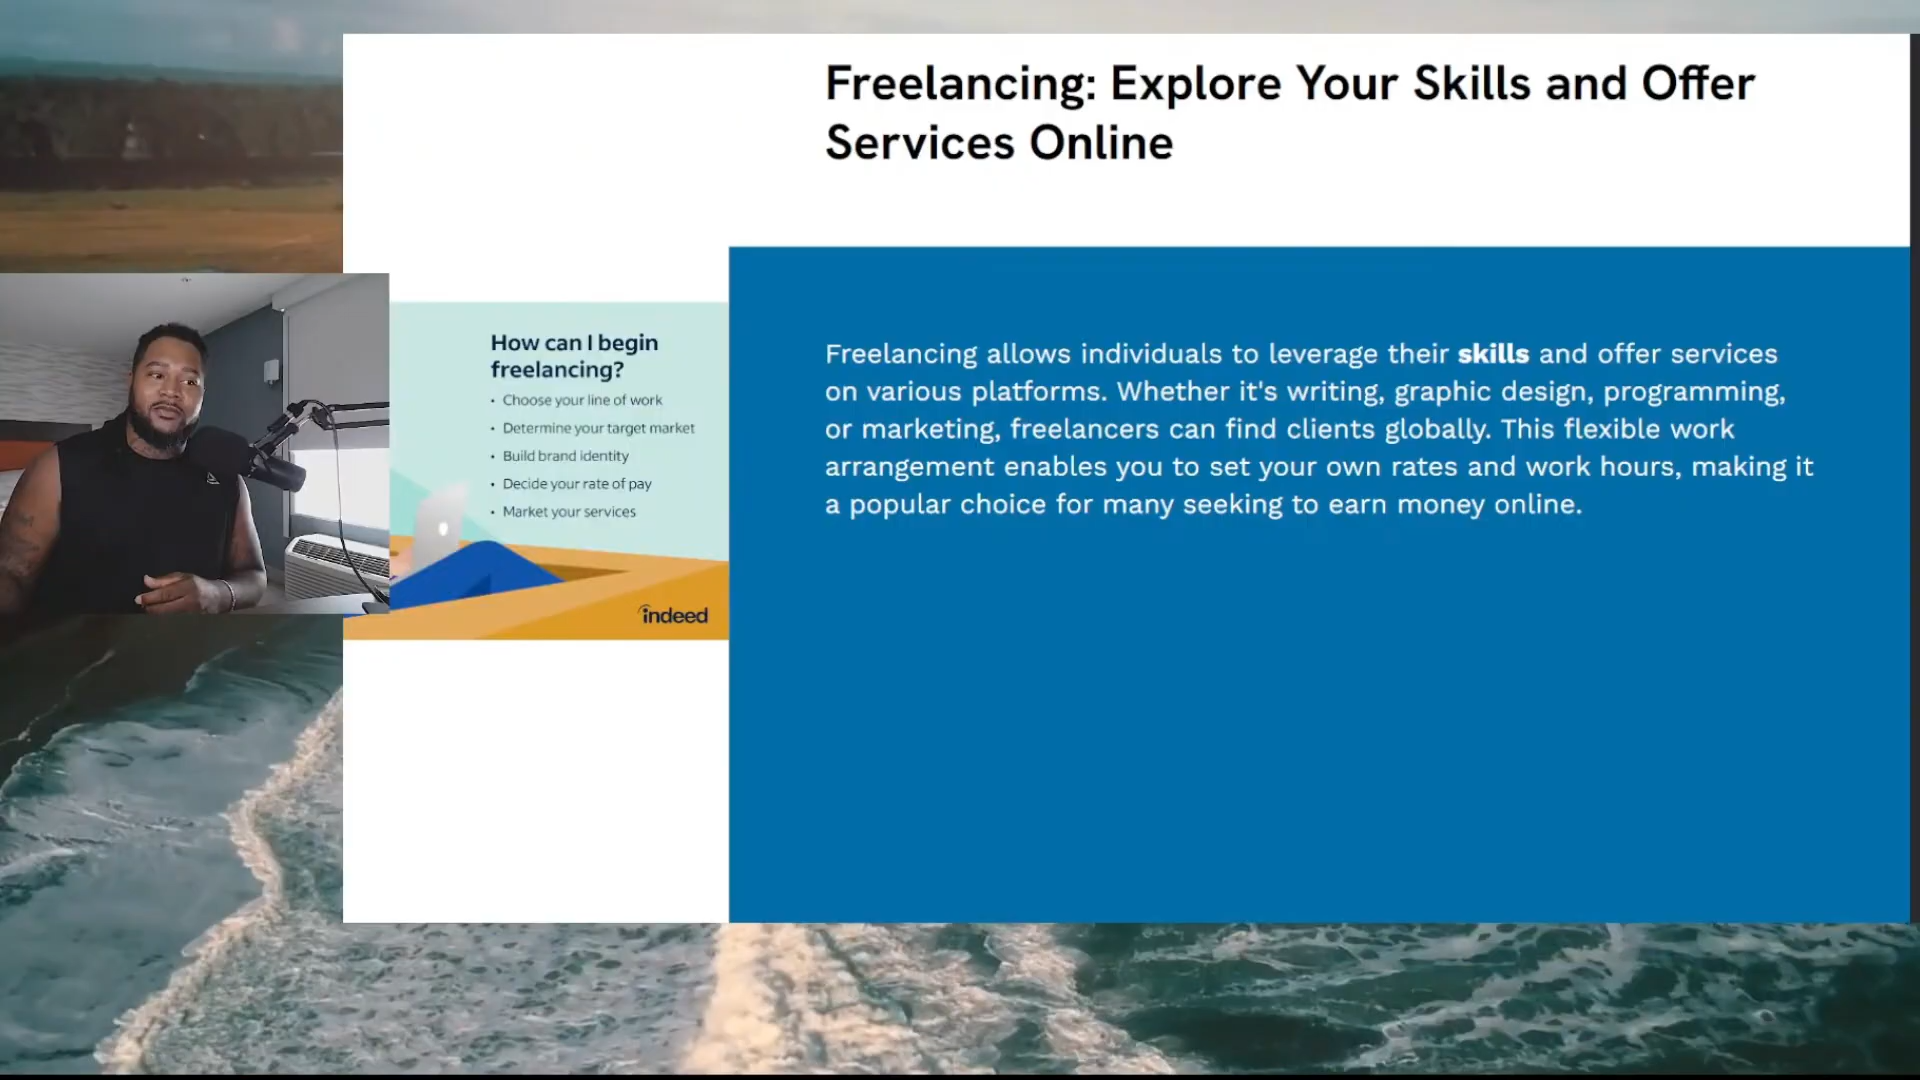 Freelancing: Explore Your Skills and Offer
Services Online
How can I begin
freelancing?
• Choose your line of work
• Determine your target market
• Build brand identity
• Decide your rate of pay
• Market your services
indeed
Freelancing allows individuals to leverage their skills and offer services
on various platforms. Whether it's writing, graphic design, programming,
or marketing, freelancers can find clients globally. This flexible work
arrangement enables you to set your own rates and work hours, making it
a popular choice for many seeking to earn money online.